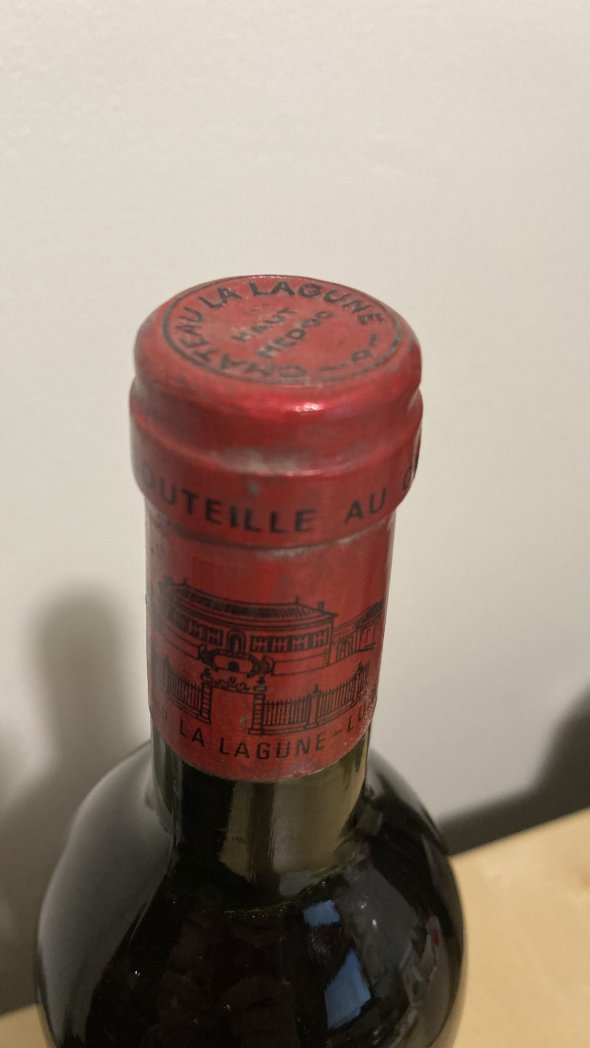 CHATEAU LA LAGUNE
HAUT
MEDOC
OUTEILLE AU
LA LAGUNE-L